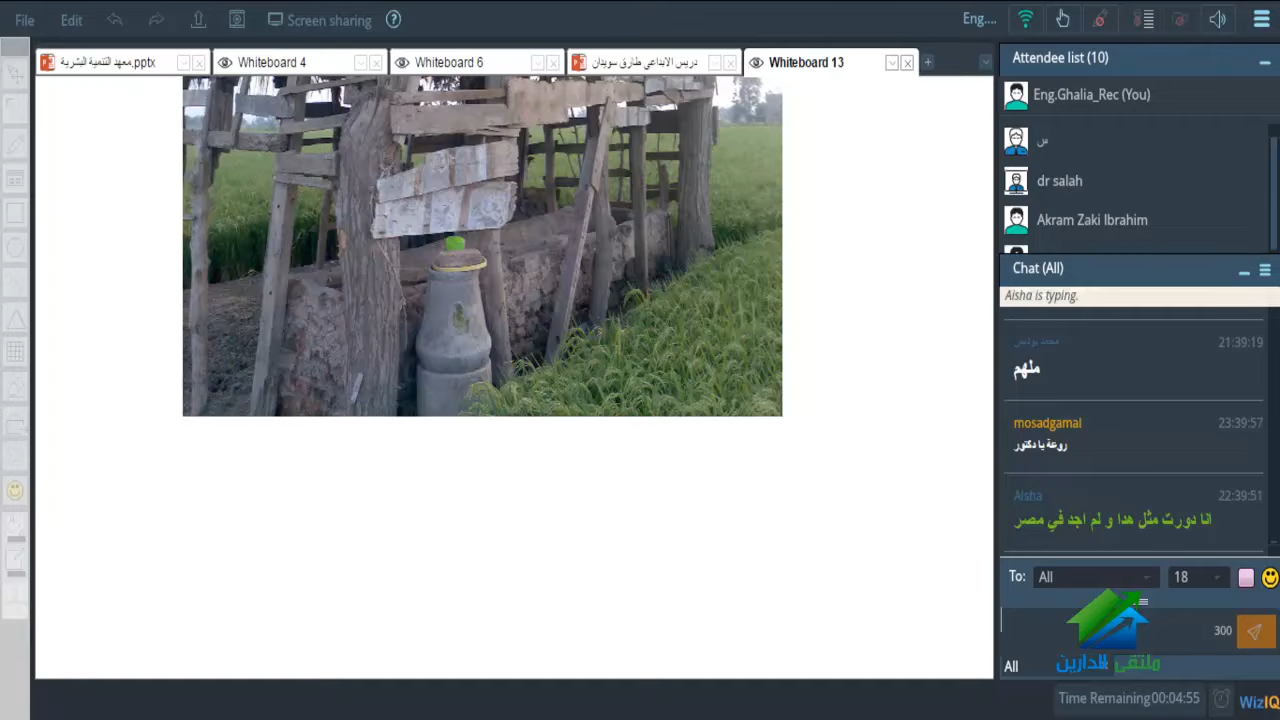 File Edit Screen sharing Eng....
معهد التنمية البشرية.pptx
Whiteboard 4
Whiteboard 6
دريس الابداعى طارق سويدان
Whiteboard 13
Attendee list (10)
Eng.Ghalia_Rec (You)
س
dr salah
Akram Zaki Ibrahim
Chat (All)
Aisha is typing.
21:39:19
ملهم
mosadgamal 23:39:57
روعة يا دكتور
Aisha 22:39:51
انا دورت مثل هدا و لم اجد في مصر
To: All 18
300
All
ملتقى الدارين
Time Remaining 00:04:55
WizIQ